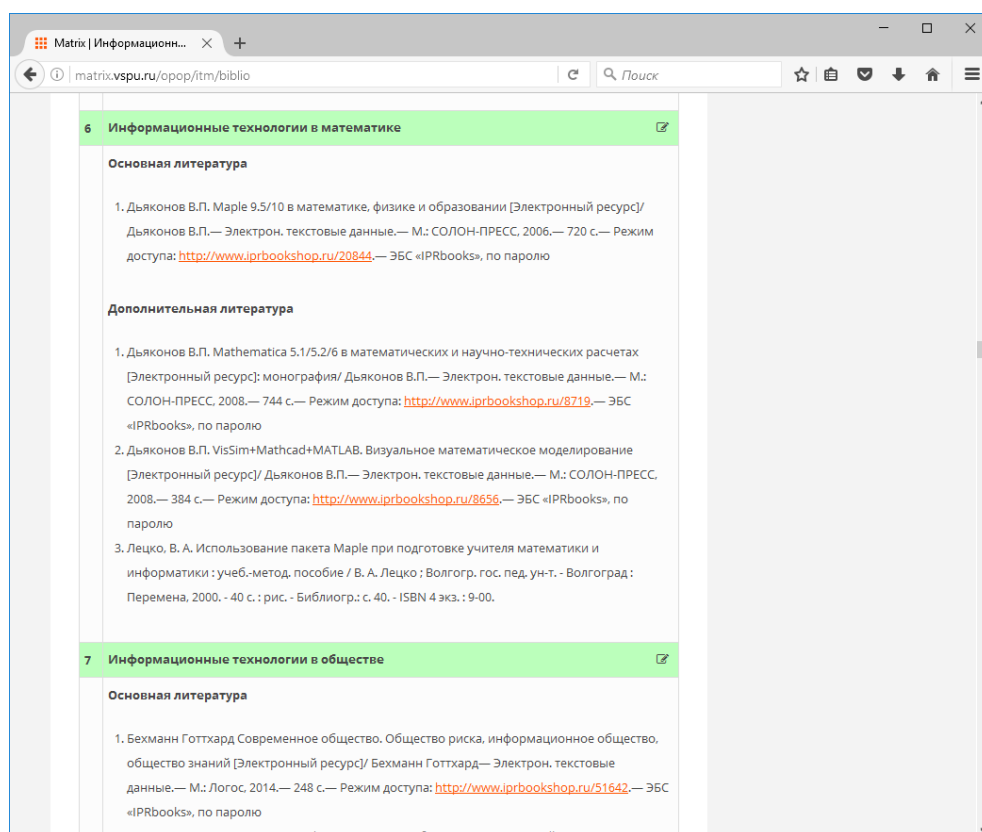 Matrix | Информационн...
matrix.vspu.ru/opop/itm/biblio
Поиск
6 Информационные технологии в математике
Основная литература
1. Дьяконов В.П. Maple 9.5/10 в математике, физике и образовании [Электронный ресурс]/
Дьяконов В.П.— Электрон. текстовые данные.— М.: СОЛОН-ПРЕСС, 2006.— 720 с.— Режим
доступа: http://www.iprbookshop.ru/20844.— ЭБС «IPRbooks», по паролю
Дополнительная литература
1. Дьяконов В.П. Mathematica 5.1/5.2/6 в математических и научно-технических расчетах
[Электронный ресурс]: монография/ Дьяконов В.П.— Электрон. текстовые данные.— М.:
СОЛОН-ПРЕСС, 2008.— 744 с.— Режим доступа: http://www.iprbookshop.ru/8719.— ЭБС
«IPRbooks», по паролю
2. Дьяконов В.П. VisSim+Mathcad+MATLAB. Визуальное математическое моделирование
[Электронный ресурс]/ Дьяконов В.П.— Электрон. текстовые данные.— М.: СОЛОН-ПРЕСС,
2008.— 384 с.— Режим доступа: http://www.iprbookshop.ru/8656.— ЭБС «IPRbooks», по
паролю
3. Лецко, В. А. Использование пакета Maple при подготовке учителя математики и
информатики : учеб.-метод. пособие / В. А. Лецко ; Волгогр. гос. пед. ун-т. - Волгоград :
Перемена, 2000. - 40 с. : рис. - Библиогр.: с. 40. - ISBN 4 экз. : 9-00.
7 Информационные технологии в обществе
Основная литература
1. Бехманн Готтхард Современное общество. Общество риска, информационное общество,
общество знаний [Электронный ресурс]/ Бехманн Готтхард— Электрон. текстовые
данные.— М.: Логос, 2014.— 248 с.— Режим доступа: http://www.iprbookshop.ru/51642.— ЭБС
«IPRbooks», по паролю